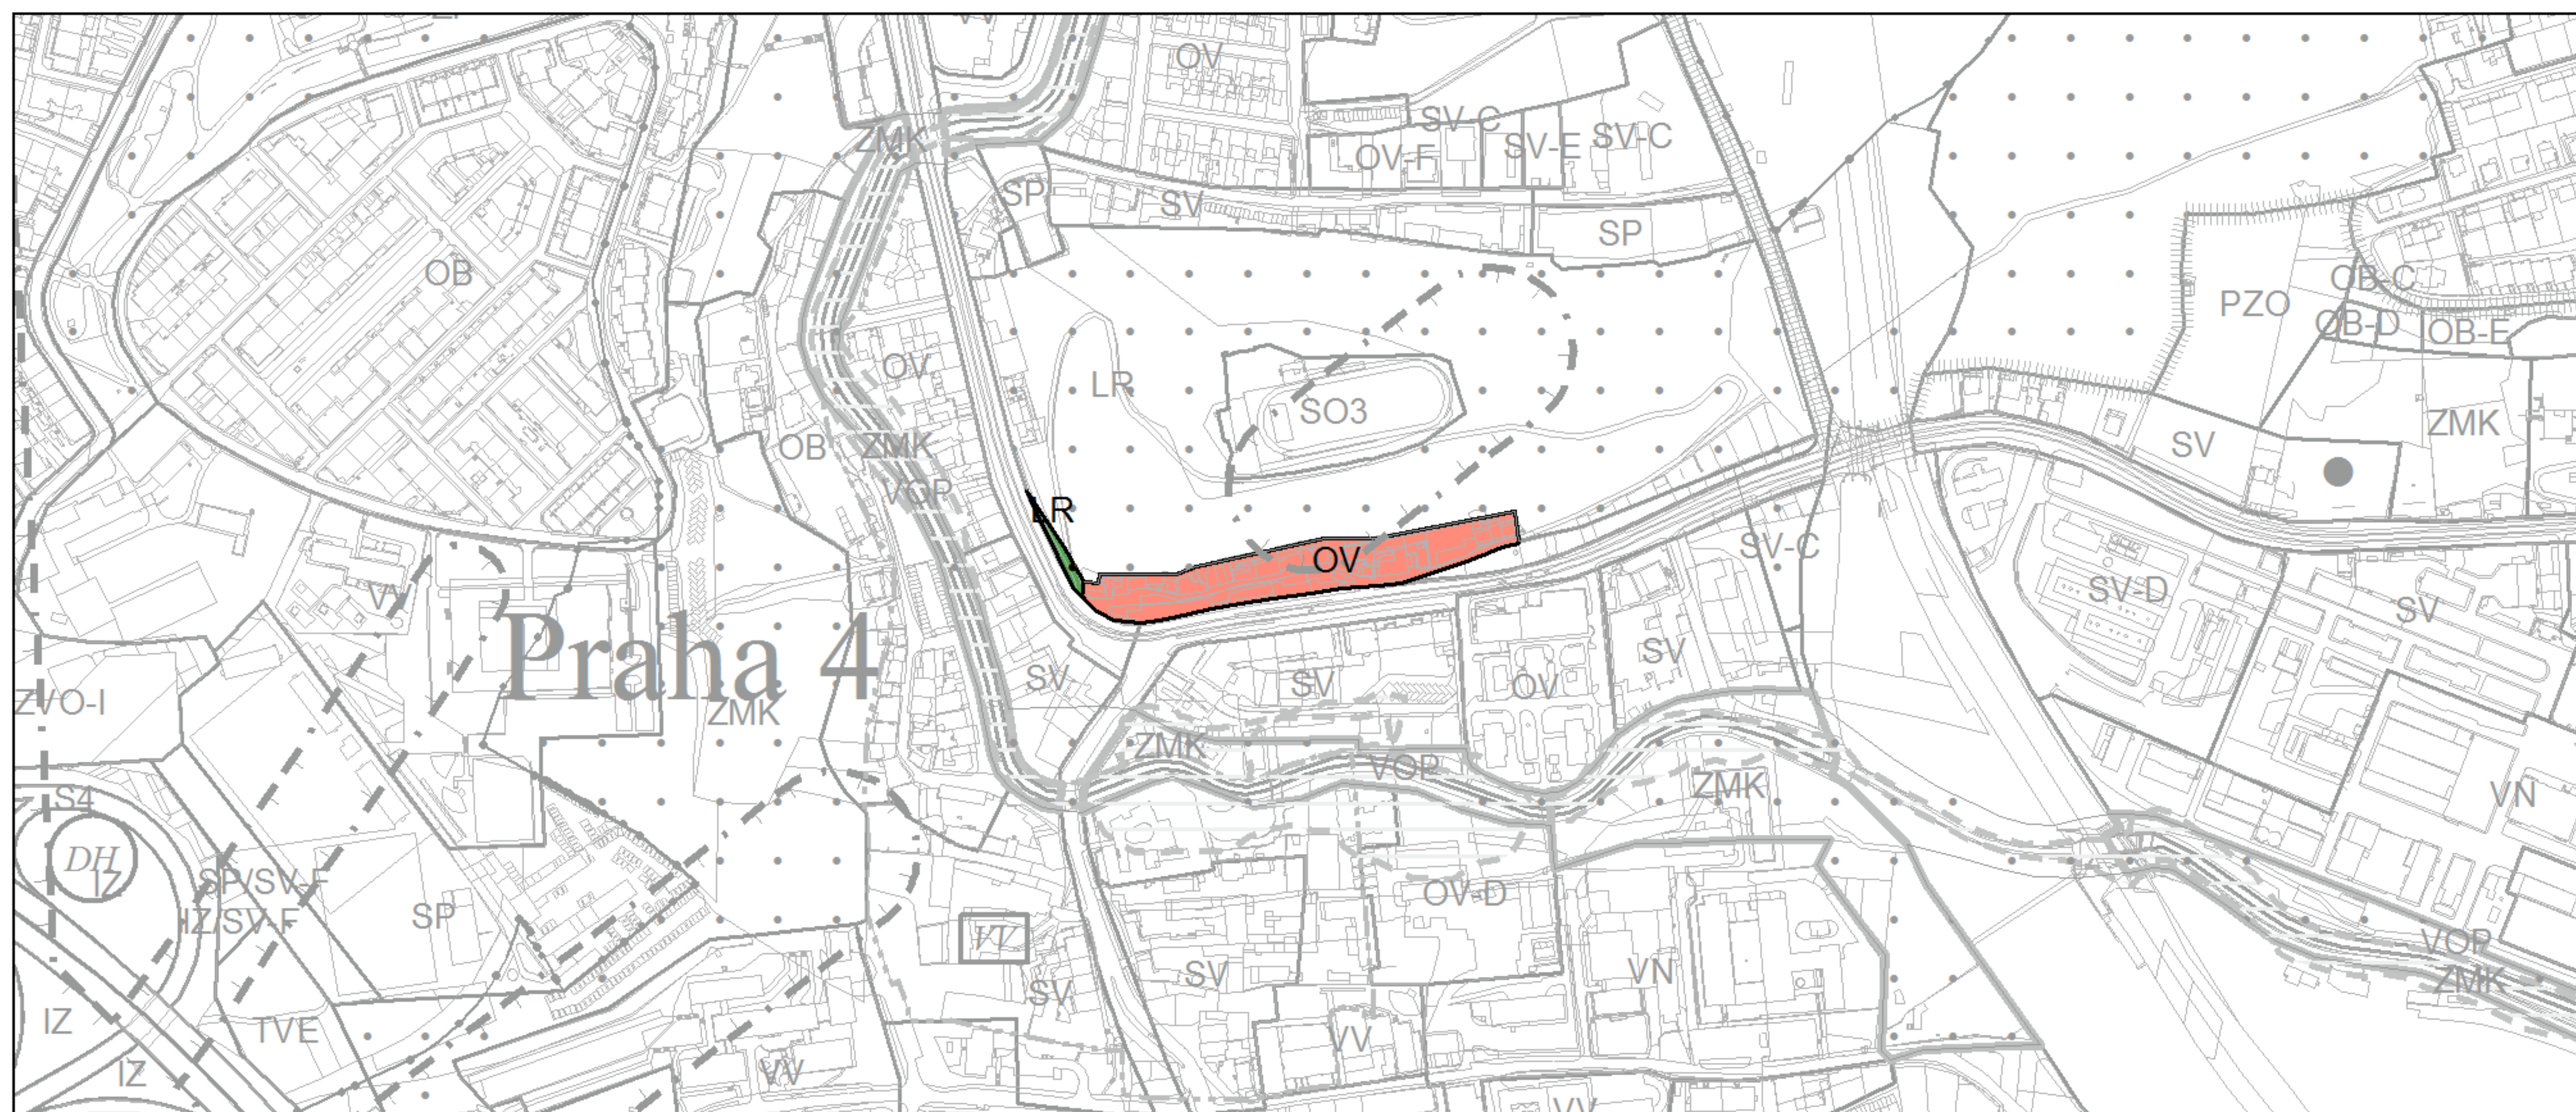 OV
ZMK
SV-C
OV-F
SV-E
SV-C
SP
SV
SP
OB
PZO
OB-C
OB-D
OB-E
OV
LR
SO3
OB
ZMK
VOP
LR
OV
ZMK
SV
SV-C
SV-D
SV
VV
Praha 4
ZVO-I
ZMK
SV
SV
OV
SV
ZMK
VOP
ZMK
VN
S4
DH
IZ
SP/SV-F
IZ/SV-F
SP
OV-D
VV
SV
SV
VN
VOP
ZMK
IZ
TVE
VV
IZ
VV
VV